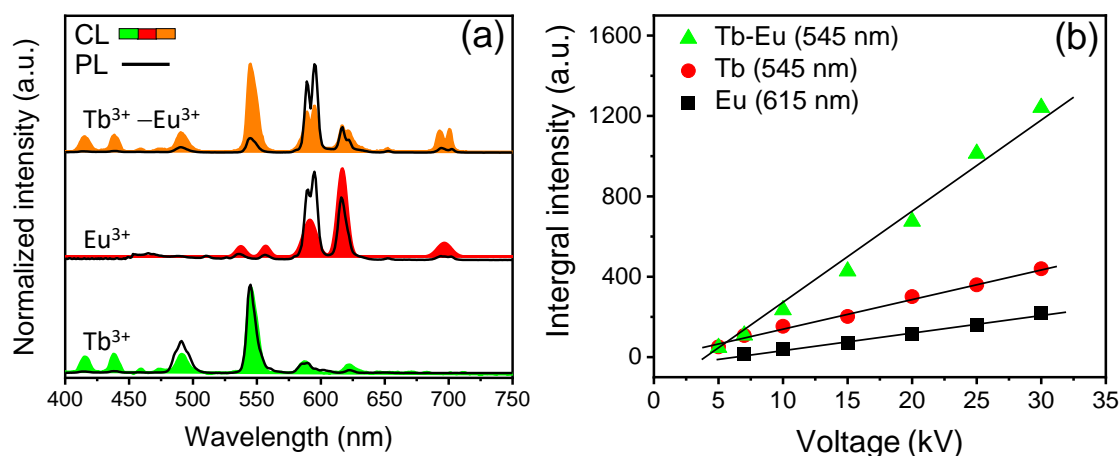 (a)
CL
PL
Tb³⁺ –Eu³⁺
Eu³⁺
Tb³⁺
Normalized intensity (a.u.)
400 450 500 550 600 650 700 750
Wavelength (nm)
(b)
Tb-Eu (545 nm)
Tb (545 nm)
Eu (615 nm)
Intergral intensity (a.u.)
1600
1200
800
400
0
0 5 10 15 20 25 30 35
Voltage (kV)